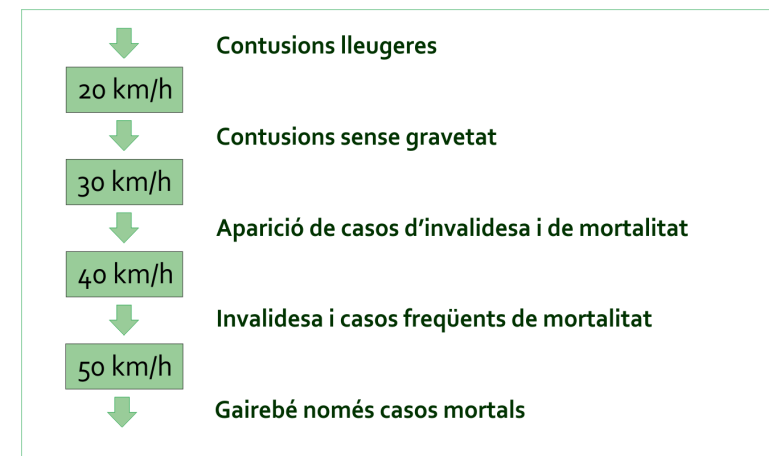 Contusions lleugeres
20 km/h
Contusions sense gravetat
30 km/h
Aparició de casos d'invalidesa i de mortalitat
40 km/h
Invalidesa i casos freqüents de mortalitat
50 km/h
Gairebé només casos mortals